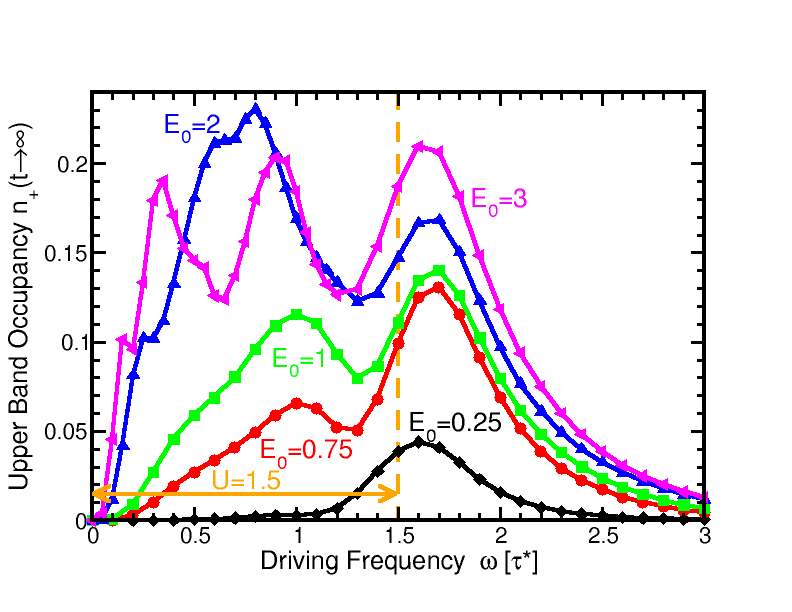 E₀=2
0.2
E₀=3
0.15
Upper Band Occupancy n₊(t→∞)
0.1
E₀=1
E₀=0.25
0.05
E₀=0.75
U=1.5
0
0 0.5 1 1.5 2 2.5 3
Driving Frequency ω [τ*]